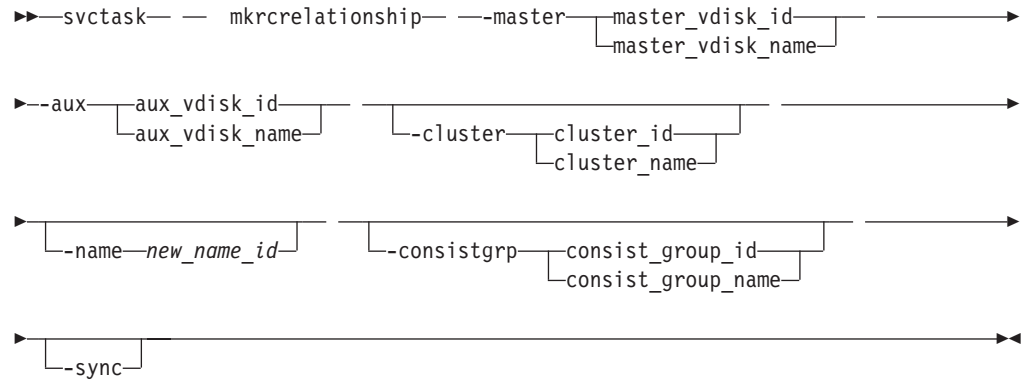 svctask mkrcrelationship -master master_vdisk_id
master_vdisk_name
-aux aux_vdisk_id -cluster cluster_id
aux_vdisk_name cluster_name
-name new_name_id -consistgrp consist_group_id
consist_group_name
-sync